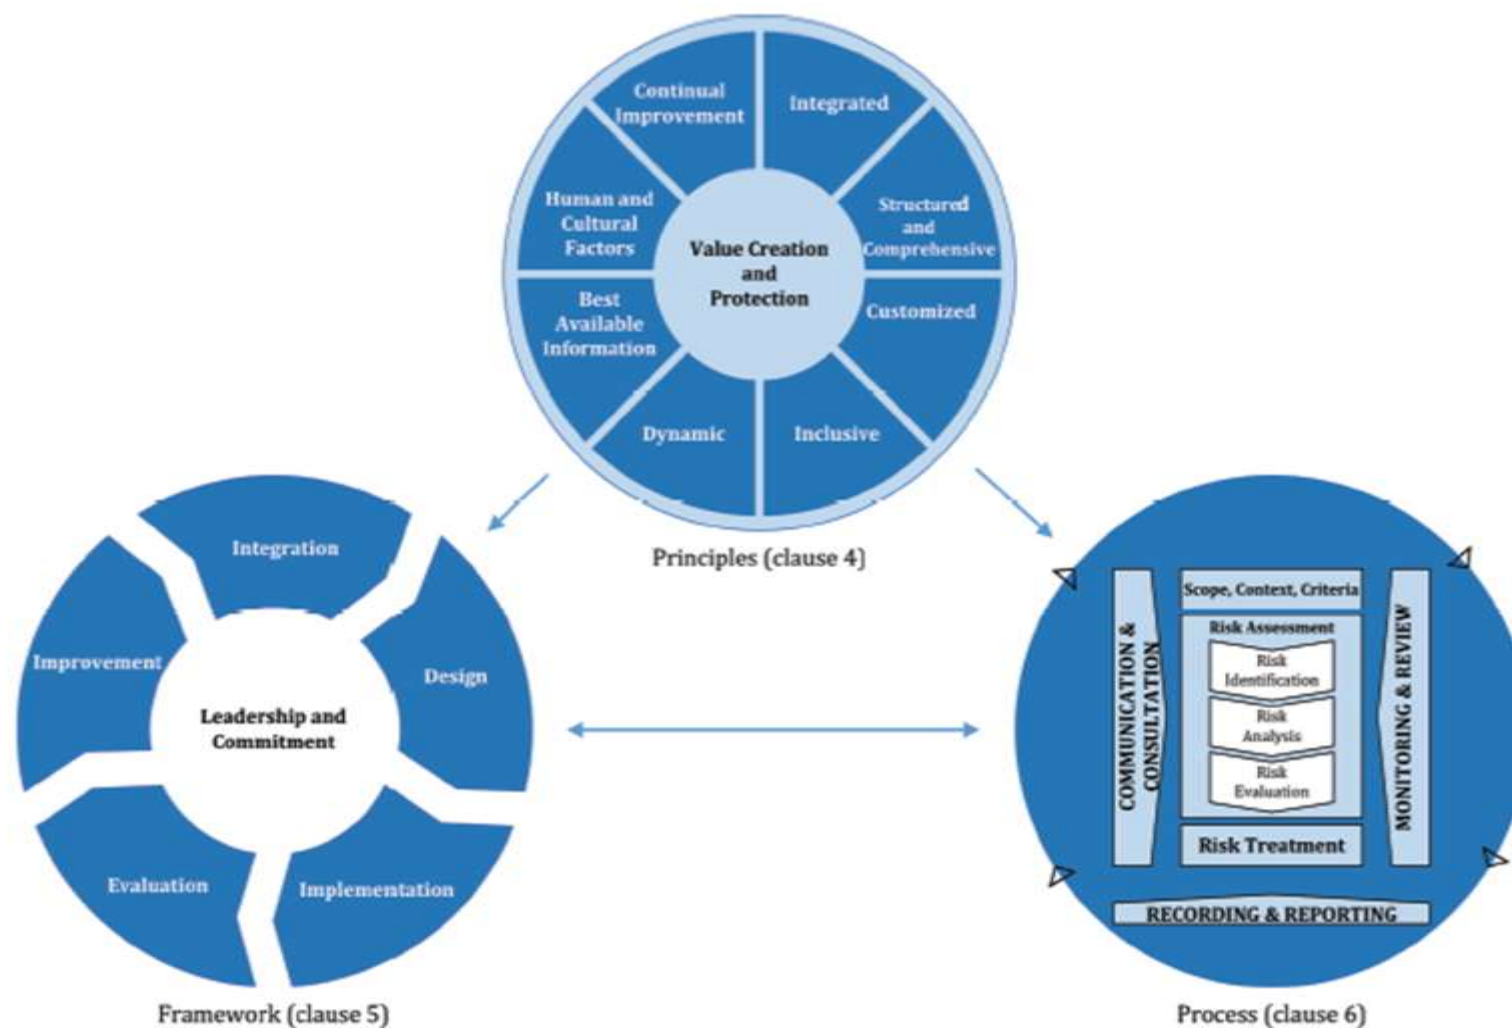 Continual
Improvement
Integrated
Structured
and
Comprehensive
Customized
Inclusive
Dynamic
Best
Available
Information
Human and
Cultural
Factors
Value Creation
and
Protection
Principles (clause 4)
Integration
Design
Implementation
Evaluation
Improvement
Leadership and
Commitment
Framework (clause 5)
Scope, Context, Criteria
Risk Assessment
Risk
Identification
Risk
Analysis
Risk
Evaluation
Risk Treatment
COMMUNICATION &
CONSULTATION
MONITORING & REVIEW
RECORDING & REPORTING
Process (clause 6)